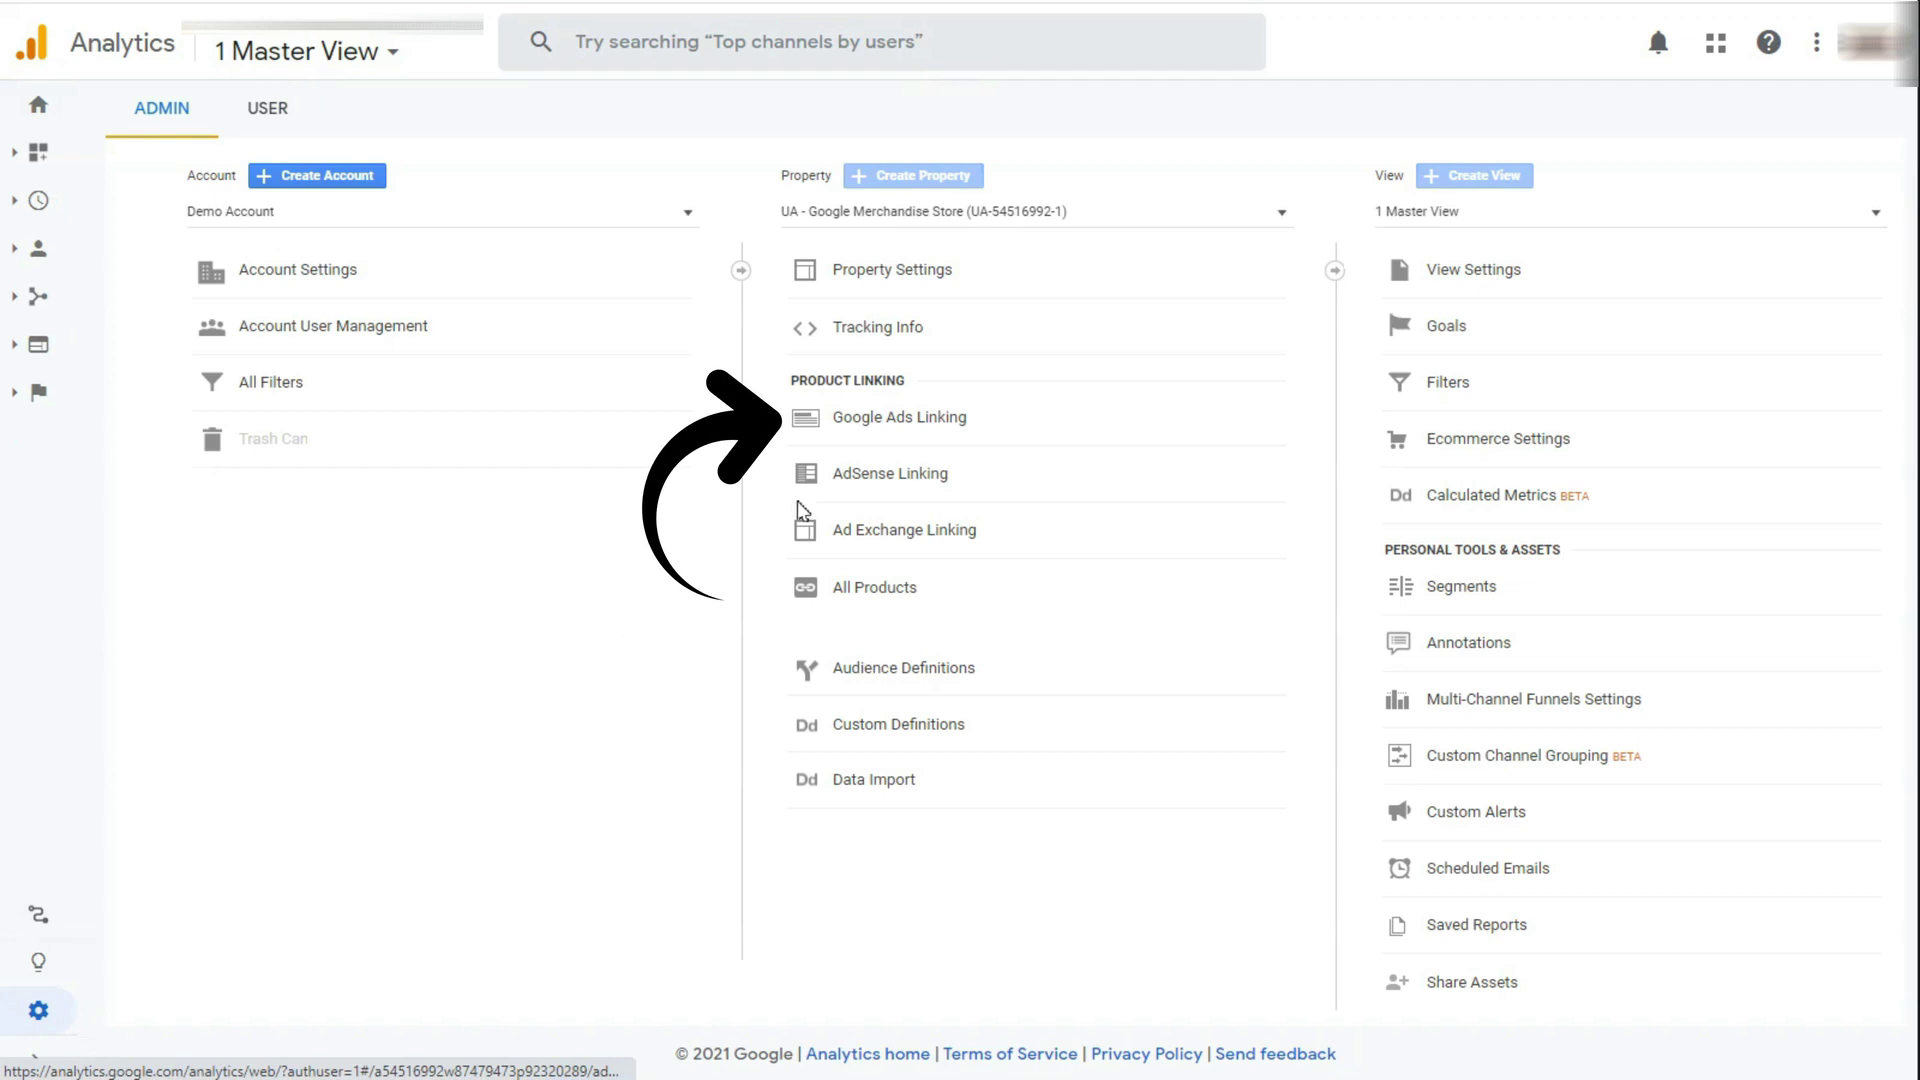 Analytics
1 Master View
Try searching “Top channels by users”
ADMIN
USER
Account
Create Account
Demo Account
Account Settings
Account User Management
All Filters
Trash Can
Property
Create Property
UA - Google Merchandise Store (UA-54516992-1)
Property Settings
Tracking Info
PRODUCT LINKING
Google Ads Linking
AdSense Linking
Ad Exchange Linking
All Products
Audience Definitions
Dd Custom Definitions
Dd Data Import
View
Create View
1 Master View
View Settings
Goals
Filters
Ecommerce Settings
Dd Calculated Metrics BETA
PERSONAL TOOLS & ASSETS
Segments
Annotations
Multi-Channel Funnels Settings
Custom Channel Grouping BETA
Custom Alerts
Scheduled Emails
Saved Reports
Share Assets
© 2021 Google | Analytics home | Terms of Service | Privacy Policy | Send feedback
https://analytics.google.com/analytics/web/?authuser=1#/a54516992w87479473p92320289/ad...